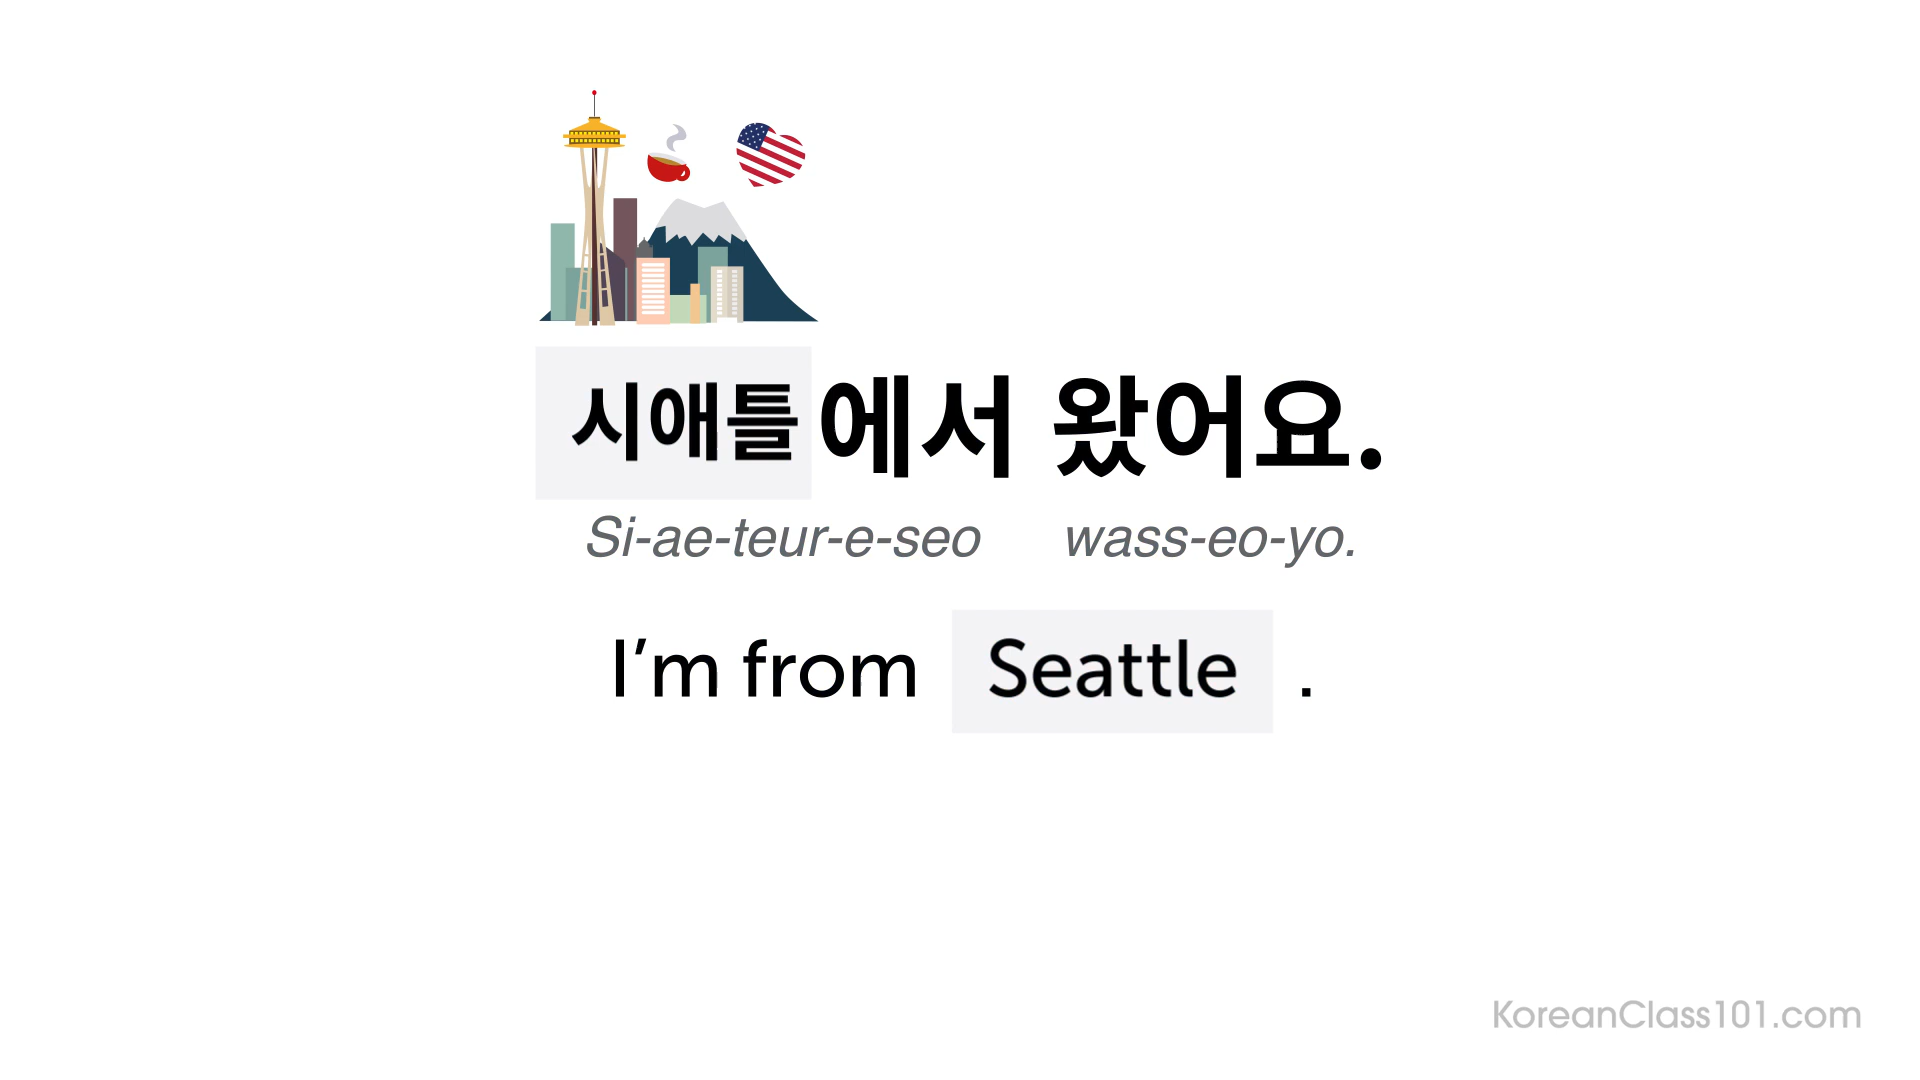 시애틀에서 왔어요.
Si-ae-teur-e-seo wass-eo-yo.
I’m from Seattle .
KoreanClass101.com